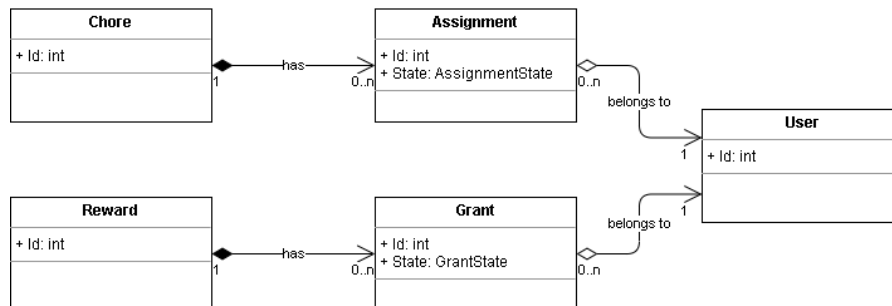 Chore
+ Id: int
1
has
0..n
Assignment
+ Id: int
+ State: AssignmentState
0..n
belongs to
1
User
+ Id: int
Reward
+ Id: int
1
has
0..n
Grant
+ Id: int
+ State: GrantState
0..n
belongs to
1